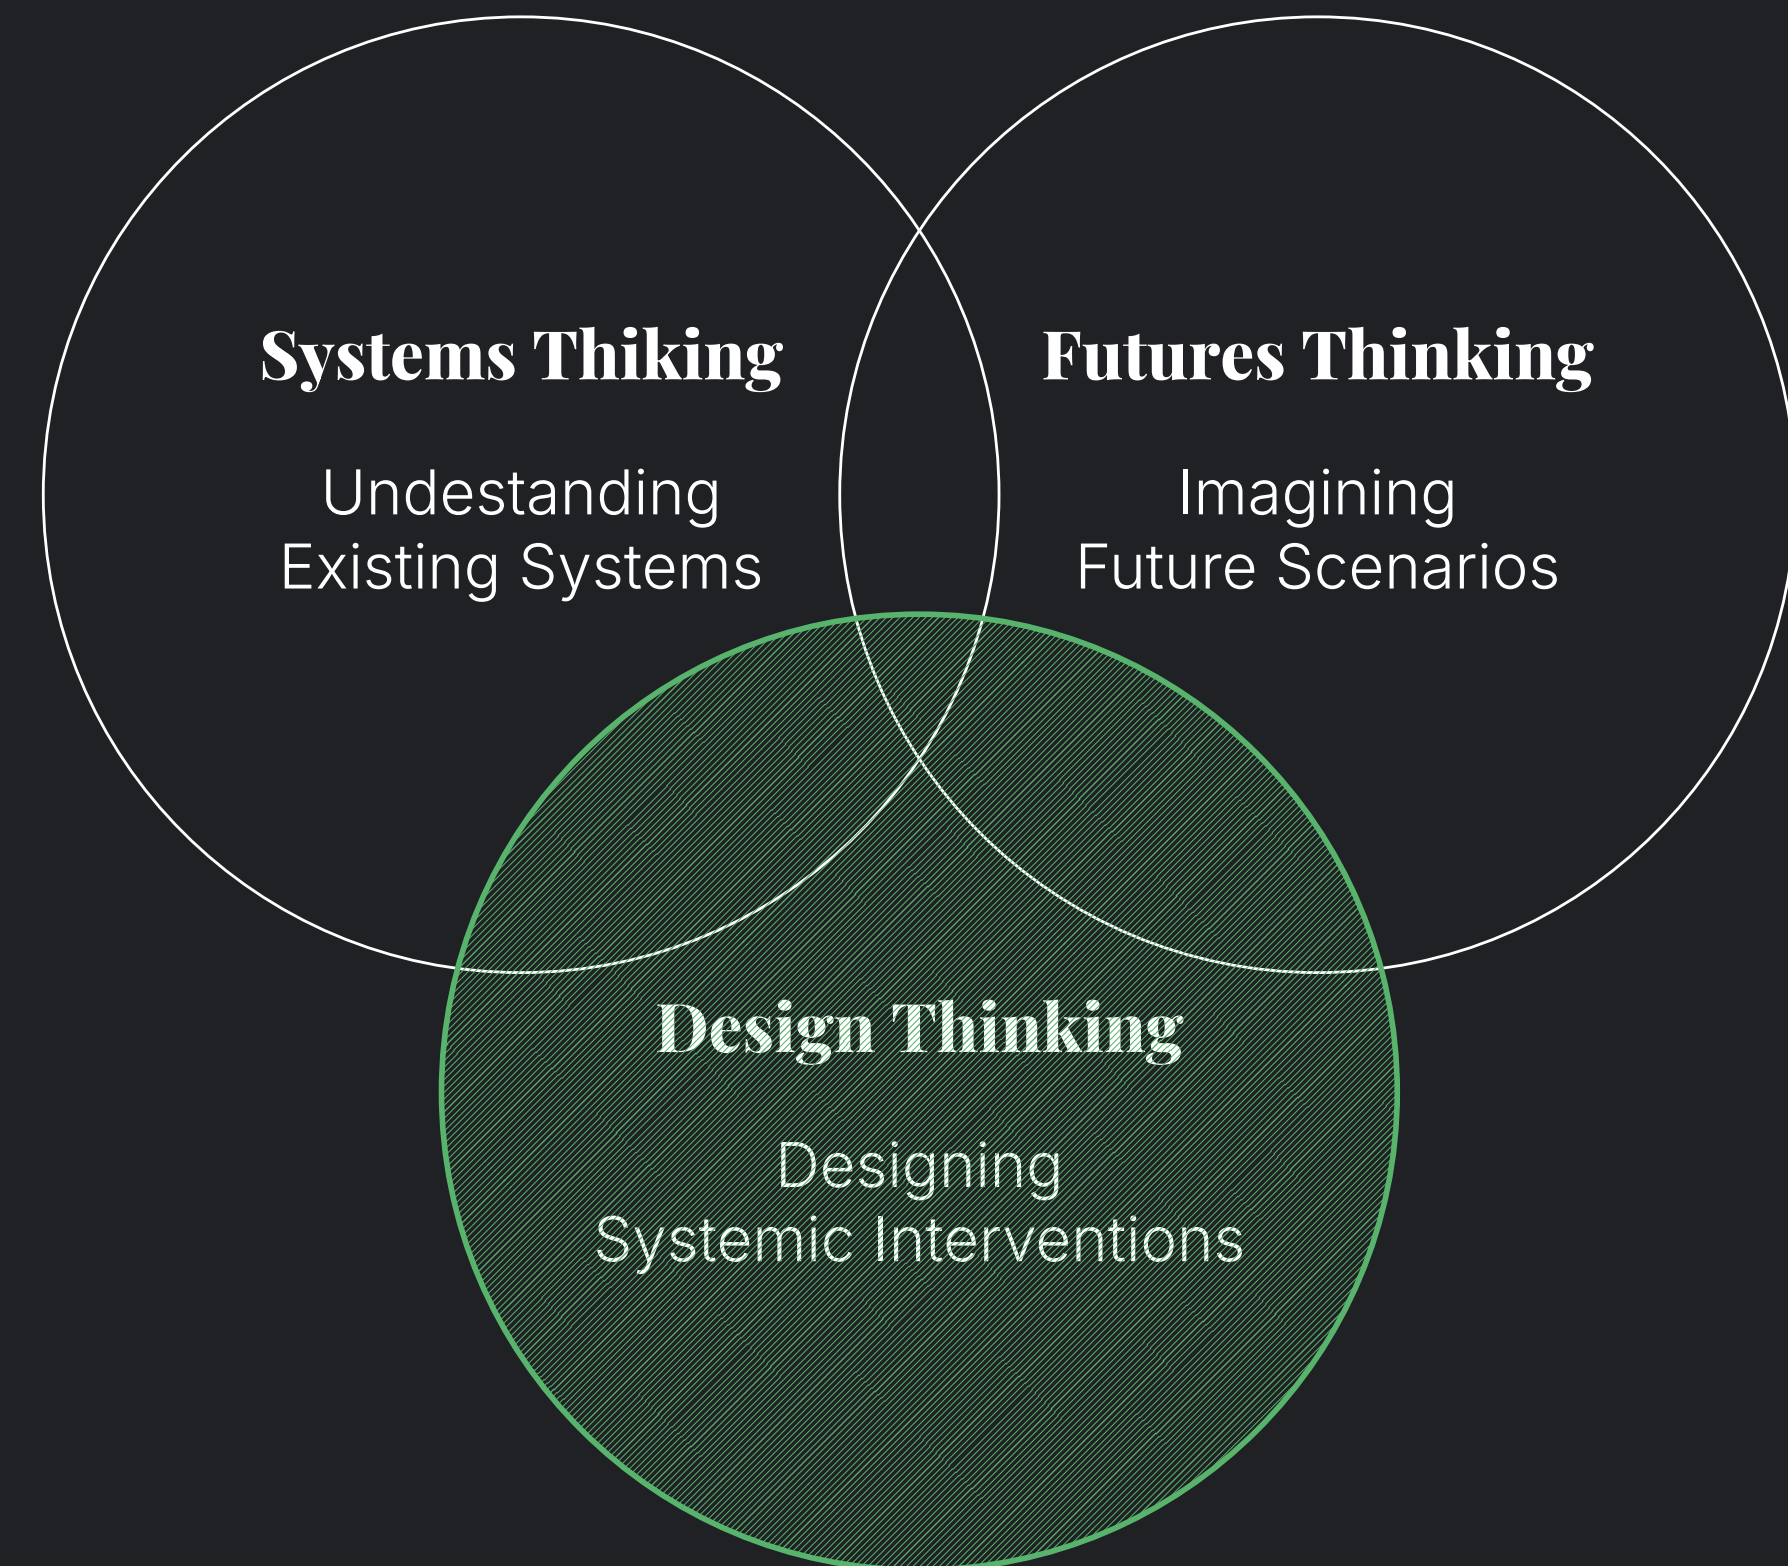 Systems Thiking
Undestanding
Existing Systems
Futures Thinking
Imagining
Future Scenarios
Design Thinking
Designing
Systemic Interventions